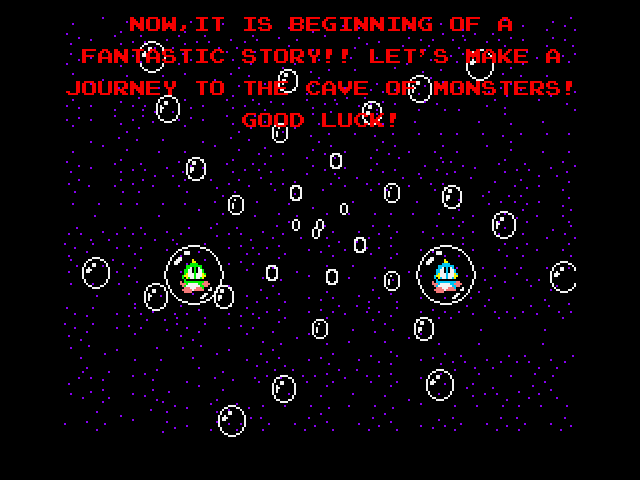 NOW,IT IS BEGINNING OF A
FANTASTIC STORY!! LET'S MAKE A
JOURNEY TO THE CAVE OF MONSTERS!
GOOD LUCK!